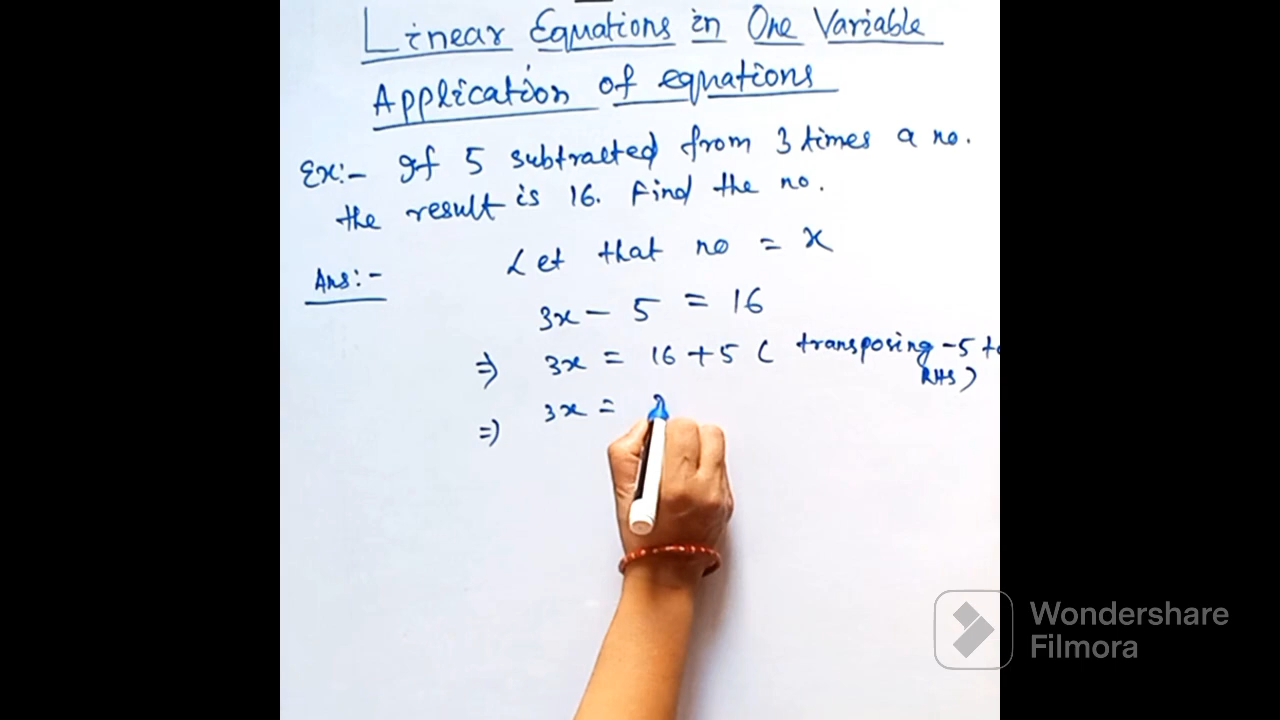 Linear Equations in One Variable
Application of equations
Ex:- If 5 subtracted from 3 times a no.
the result is 16. Find the no.
Ans:-
Let that no = x
3x - 5 = 16
⇒ 3x = 16 + 5 ( transposing -5 to
RHS)
⇒ 3x =
Wondershare
Filmora